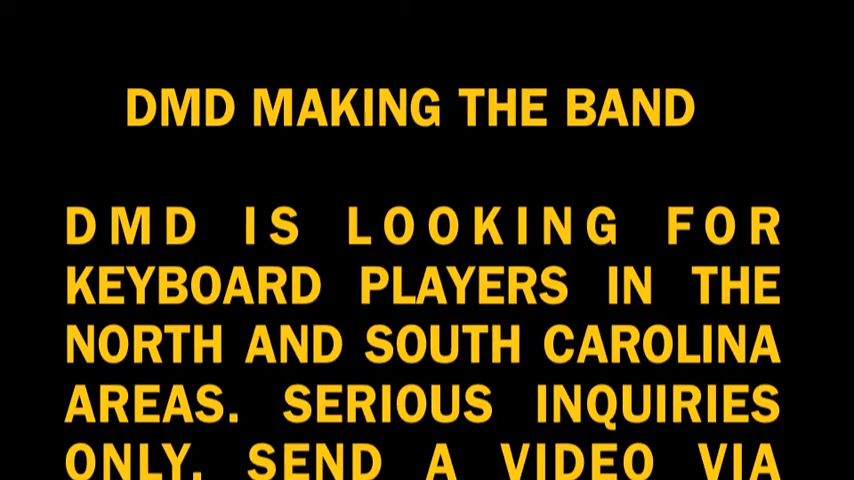 DMD MAKING THE BAND
DMD IS LOOKING FOR
KEYBOARD PLAYERS IN THE
NORTH AND SOUTH CAROLINA
AREAS. SERIOUS INQUIRIES
ONLY. SEND A VIDEO VIA